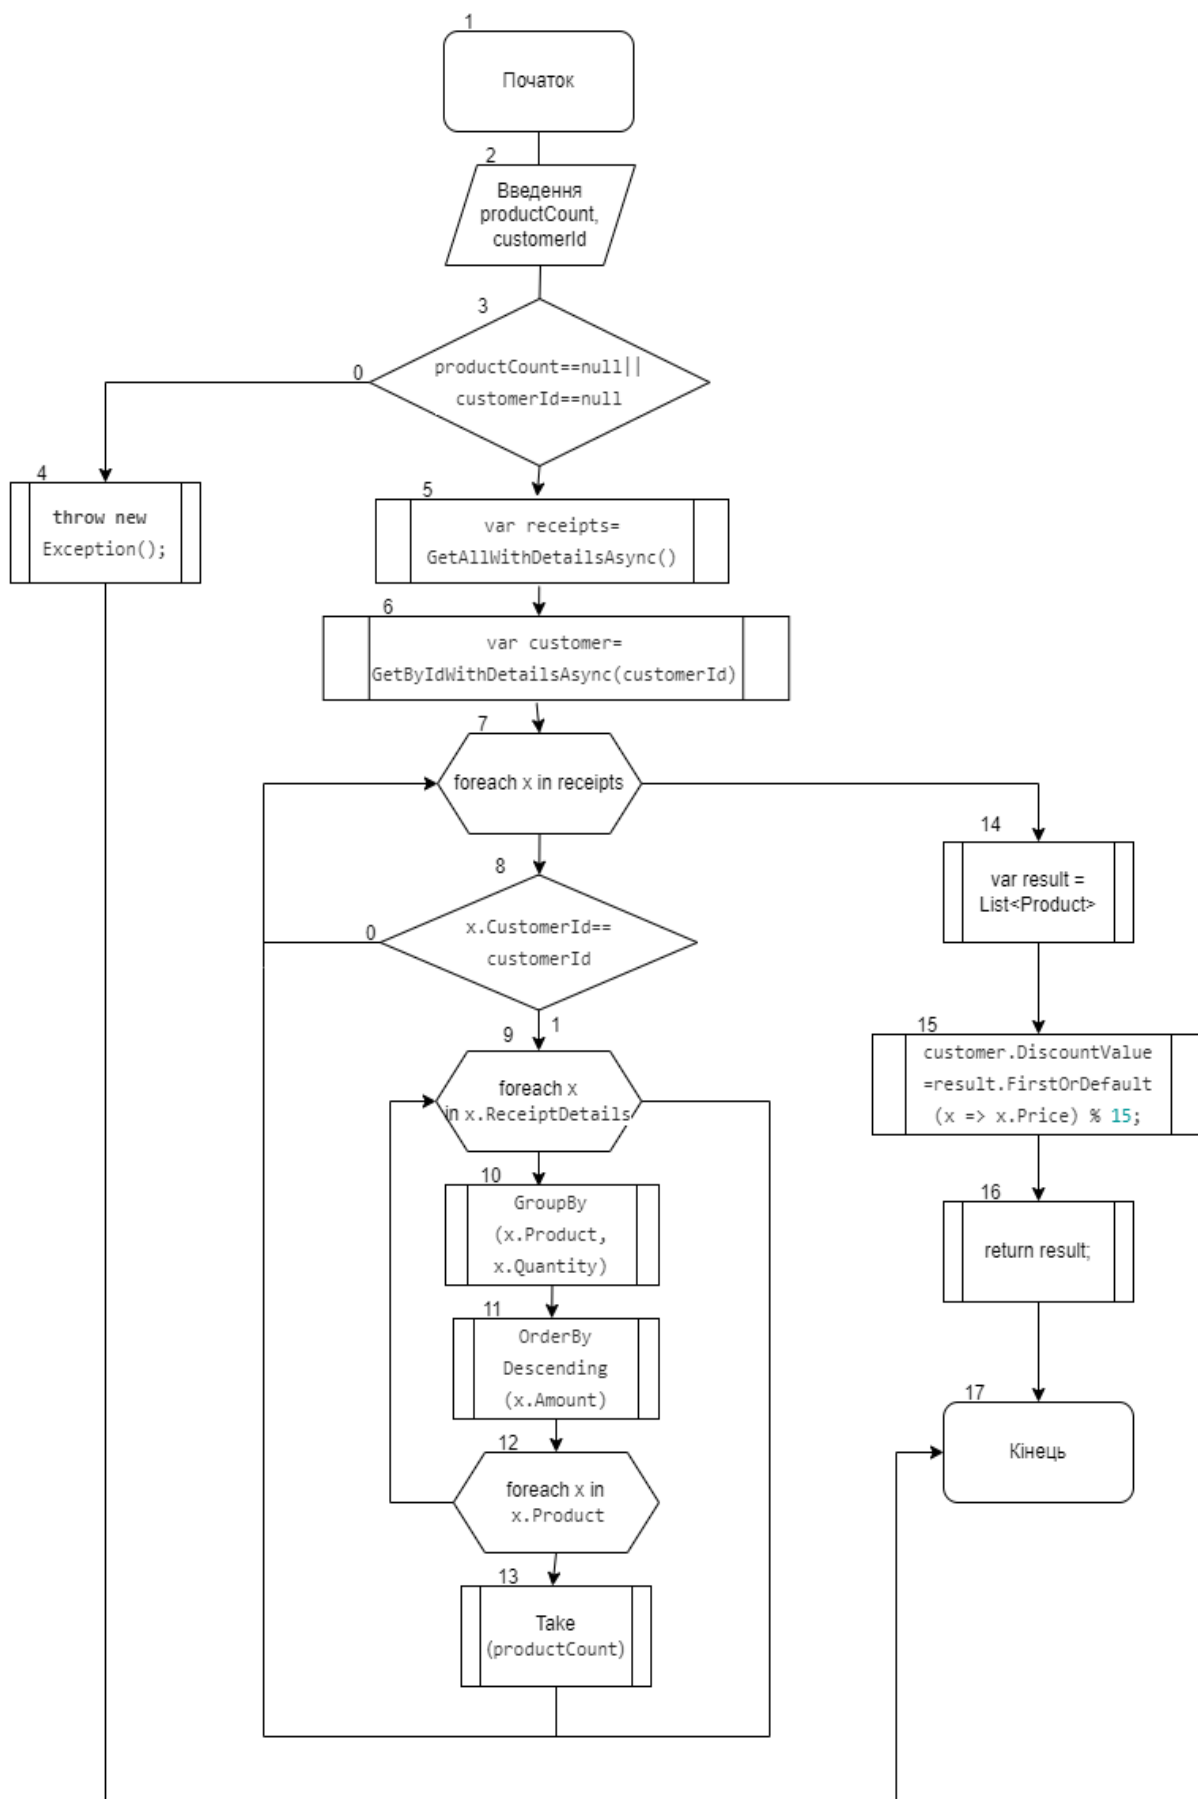 1
Початок
2
Введення
productCount,
customerId
3
productCount==null||
customerId==null
0
4
throw new
Exception();
5
var receipts=
GetAllWithDetailsAsync()
6
var customer=
GetByIdWithDetailsAsync(customerId)
7
foreach x in receipts
8
x.CustomerId==
customerId
0
1
9
foreach x
in x.ReceiptDetails
10
GroupBy
(x.Product,
x.Quantity)
11
OrderBy
Descending
(x.Amount)
12
foreach x in
x.Product
13
Take
(productCount)
14
var result =
List<Product>
15
customer.DiscountValue
=result.FirstOrDefault
(x => x.Price) % 15;
16
return result;
17
Кінець